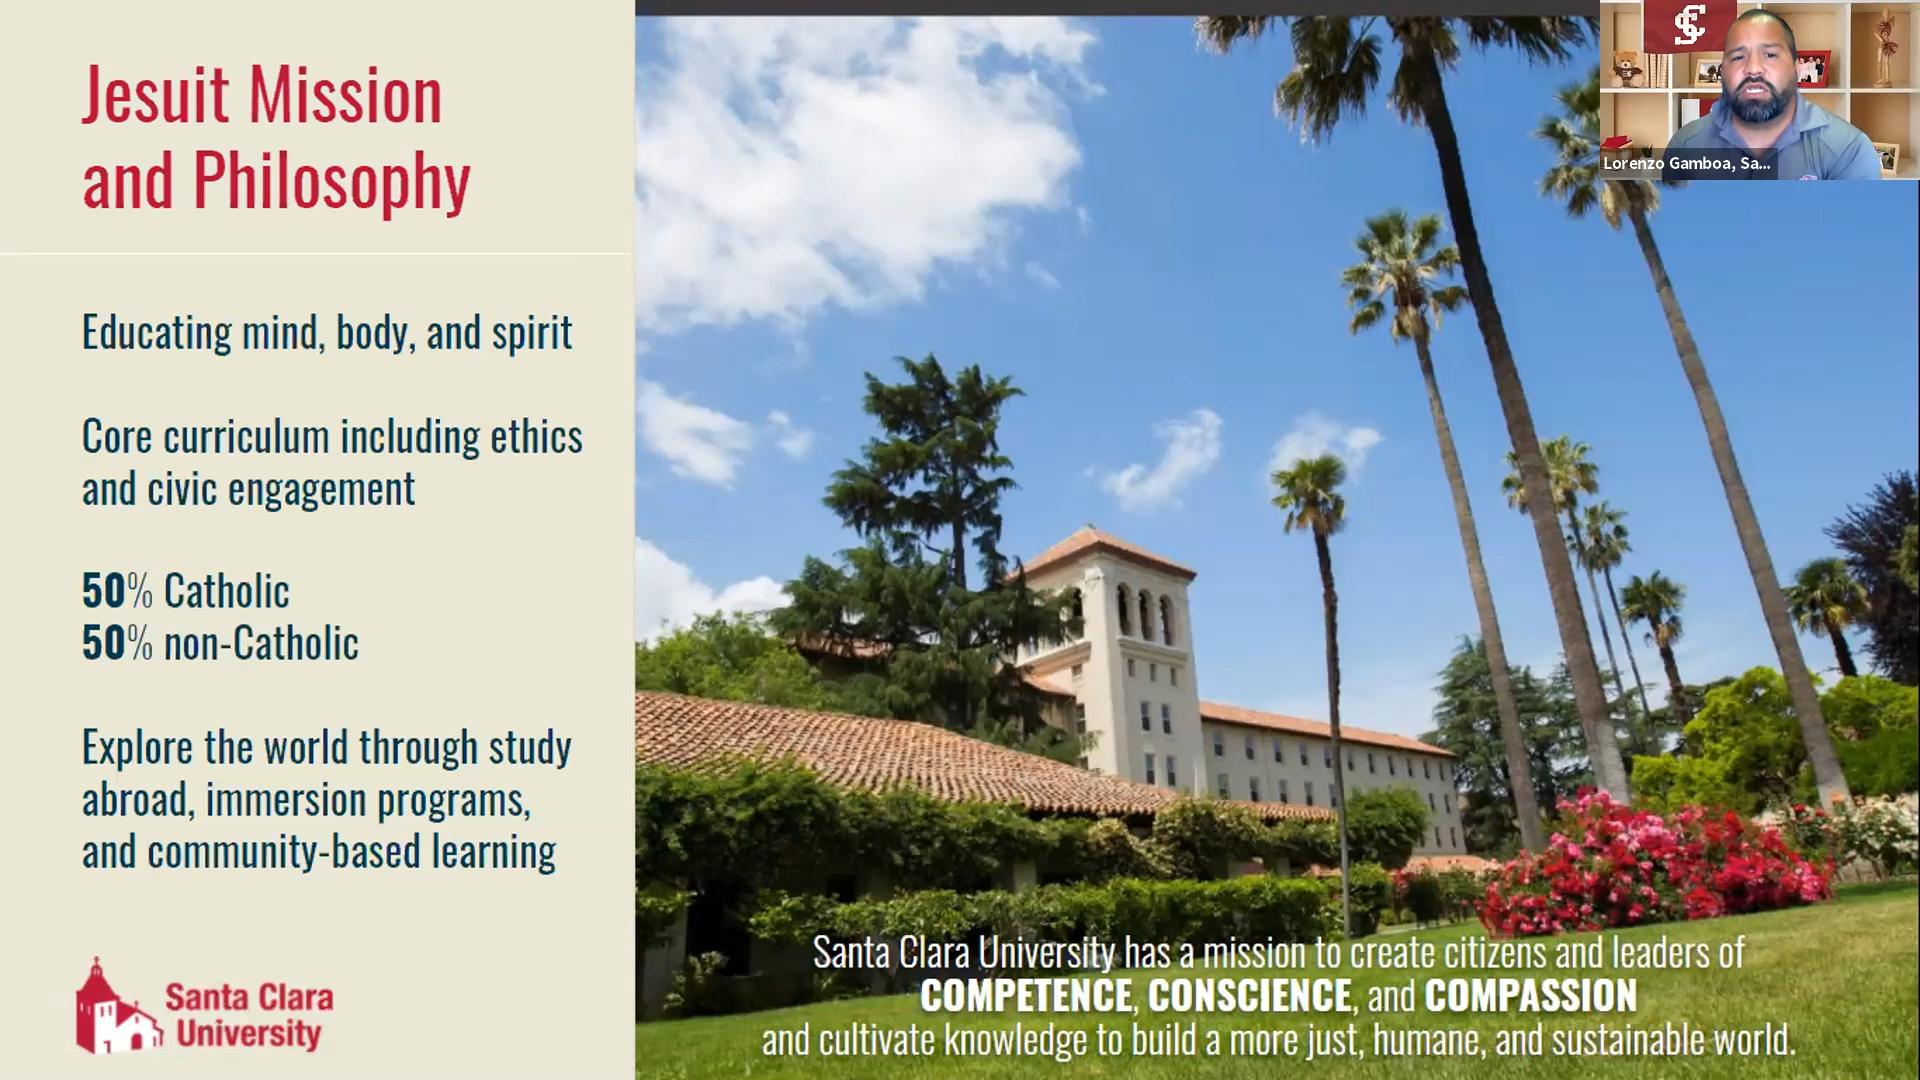 Jesuit Mission
and Philosophy
Educating mind, body, and spirit
Core curriculum including ethics
and civic engagement
50% Catholic
50% non-Catholic
Explore the world through study
abroad, immersion programs,
and community-based learning
Santa Clara
University
Santa Clara University has a mission to create citizens and leaders of
COMPETENCE, CONSCIENCE, and COMPASSION
and cultivate knowledge to build a more just, humane, and sustainable world.
SC
Lorenzo Gamboa, Sa...